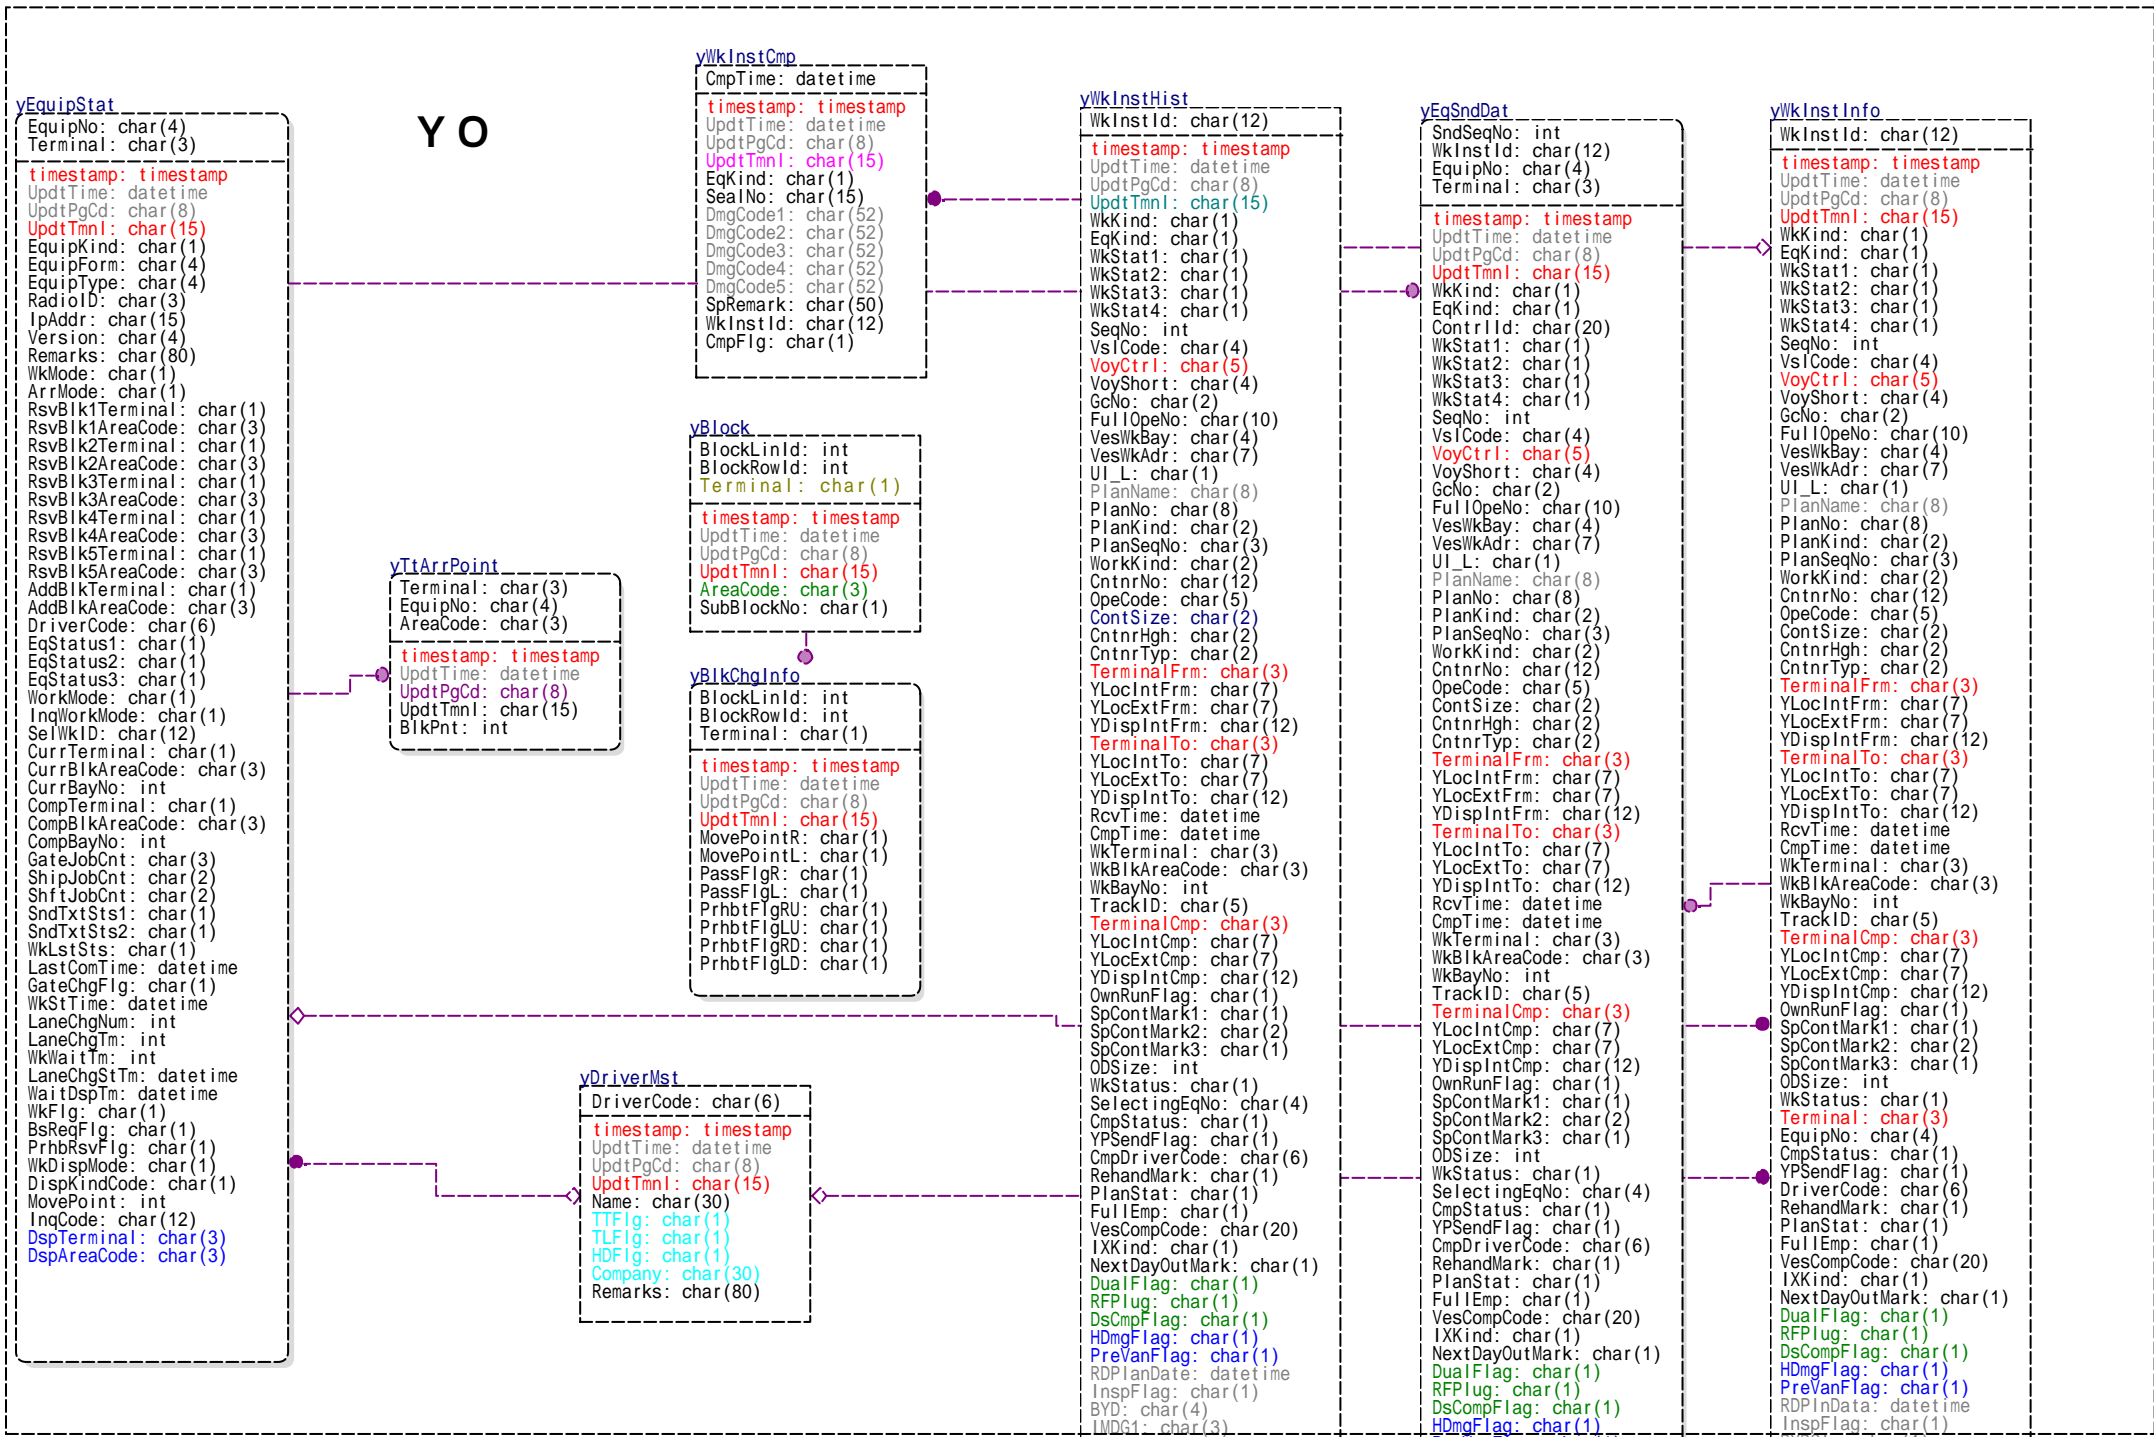 YO
yEquipStat
EquipNo: char(4)
Terminal: char(3)
timestamp: timestamp
UpdtTime: datetime
UpdtPgCd: char(8)
UpdtTmnl: char(15)
EquipKind: char(1)
EquipForm: char(4)
EquipType: char(4)
RadioID: char(3)
IpAddr: char(15)
Version: char(4)
Remarks: char(80)
WkMode: char(1)
ArrMode: char(1)
RsvBlk1Terminal: char(1)
RsvBlk1AreaCode: char(3)
RsvBlk2Terminal: char(1)
RsvBlk2AreaCode: char(3)
RsvBlk3Terminal: char(1)
RsvBlk3AreaCode: char(3)
RsvBlk4Terminal: char(1)
RsvBlk4AreaCode: char(3)
RsvBlk5Terminal: char(1)
RsvBlk5AreaCode: char(3)
AddBlkTerminal: char(1)
AddBlkAreaCode: char(3)
DriverCode: char(6)
EqStatus1: char(1)
EqStatus2: char(1)
EqStatus3: char(1)
WorkMode: char(1)
InqWorkMode: char(1)
SelWkID: char(12)
CurrTerminal: char(1)
CurrBlkAreaCode: char(3)
CurrBayNo: int
CompTerminal: char(1)
CompBlkAreaCode: char(3)
CompBayNo: int
GateJobCnt: char(3)
ShipJobCnt: char(2)
ShftJobCnt: char(2)
SndTxtSts1: char(1)
SndTxtSts2: char(1)
WkLstSts: char(1)
LastComTime: datetime
GateChgFlg: char(1)
WkStTime: datetime
LaneChgNum: int
LaneChgTm: int
WkWaitTm: int
LaneChgStTm: datetime
WaitDspTm: datetime
WkFlg: char(1)
BsReqFlg: char(1)
PrhbRsvFlg: char(1)
WkDispMode: char(1)
DispKindCode: char(1)
MovePoint: int
InqCode: char(12)
DspTerminal: char(3)
DspAreaCode: char(3)
yTtArrPoint
Terminal: char(3)
EquipNo: char(4)
AreaCode: char(3)
timestamp: timestamp
UpdtTime: datetime
UpdtPgCd: char(8)
UpdtTmnl: char(15)
BlkPnt: int
yWkInstCmp
CmpTime: datetime
timestamp: timestamp
UpdtTime: datetime
UpdtPgCd: char(8)
UpdtTmnl: char(15)
EqKind: char(1)
SealNo: char(15)
DmgCode1: char(52)
DmgCode2: char(52)
DmgCode3: char(52)
DmgCode4: char(52)
DmgCode5: char(52)
SpRemark: char(50)
WkInstId: char(12)
CmpFlg: char(1)
yBlock
BlockLinId: int
BlockRowId: int
Terminal: char(1)
timestamp: timestamp
UpdtTime: datetime
UpdtPgCd: char(8)
UpdtTmnl: char(15)
AreaCode: char(3)
SubBlockNo: char(1)
yBlkChgInfo
BlockLinId: int
BlockRowId: int
Terminal: char(1)
timestamp: timestamp
UpdtTime: datetime
UpdtPgCd: char(8)
UpdtTmnl: char(15)
MovePointR: char(1)
MovePointL: char(1)
PassFlgR: char(1)
PassFlgL: char(1)
PrhbtFlgRU: char(1)
PrhbtFlgLU: char(1)
PrhbtFlgRD: char(1)
PrhbtFlgLD: char(1)
yDriverMst
DriverCode: char(6)
timestamp: timestamp
UpdtTime: datetime
UpdtPgCd: char(8)
UpdtTmnl: char(15)
Name: char(30)
TTFlg: char(1)
TLFlg: char(1)
HDFlg: char(1)
Company: char(30)
Remarks: char(80)
yWkInstHist
WkInstId: char(12)
timestamp: timestamp
UpdtTime: datetime
UpdtPgCd: char(8)
UpdtTmnl: char(15)
WkKind: char(1)
EqKind: char(1)
WkStat1: char(1)
WkStat2: char(1)
WkStat3: char(1)
WkStat4: char(1)
SeqNo: int
VslCode: char(4)
VoyCtrl: char(5)
VoyShort: char(4)
GcNo: char(2)
FullOpeNo: char(10)
VesWkBay: char(4)
VesWkAdr: char(7)
Ul_L: char(1)
PlanName: char(8)
PlanNo: char(8)
PlanKind: char(2)
PlanSeqNo: char(3)
WorkKind: char(2)
CntnrNo: char(12)
OpeCode: char(5)
ContSize: char(2)
CntnrHgh: char(2)
CntnrTyp: char(2)
TerminalFrm: char(3)
YLocIntFrm: char(7)
YLocExtFrm: char(7)
YDispIntFrm: char(12)
TerminalTo: char(3)
YLocIntTo: char(7)
YLocExtTo: char(7)
YDispIntTo: char(12)
RcvTime: datetime
CmpTime: datetime
WkTerminal: char(3)
WkBlkAreaCode: char(3)
WkBayNo: int
TrackID: char(5)
TerminalCmp: char(3)
YLocIntCmp: char(7)
YLocExtCmp: char(7)
YDispIntCmp: char(12)
OwnRunFlag: char(1)
SpContMark1: char(1)
SpContMark2: char(2)
SpContMark3: char(1)
ODSize: int
WkStatus: char(1)
SelectingEqNo: char(4)
CmpStatus: char(1)
YPSendFlag: char(1)
CmpDriverCode: char(6)
RehandMark: char(1)
PlanStat: char(1)
FullEmp: char(1)
VesCompCode: char(20)
IXKind: char(1)
NextDayOutMark: char(1)
DualFlag: char(1)
RFPlug: char(1)
DsCmpFlag: char(1)
HDmgFlag: char(1)
PreVanFlag: char(1)
RDPlanDate: datetime
InspFlag: char(1)
BYD: char(4)
IMDG1: char(3)
yEqSndDat
SndSeqNo: int
WkInstId: char(12)
EquipNo: char(4)
Terminal: char(3)
timestamp: timestamp
UpdtTime: datetime
UpdtPgCd: char(8)
UpdtTmnl: char(15)
WkKind: char(1)
EqKind: char(1)
ContrlId: char(20)
WkStat1: char(1)
WkStat2: char(1)
WkStat3: char(1)
WkStat4: char(1)
SeqNo: int
VslCode: char(4)
VoyCtrl: char(5)
VoyShort: char(4)
GcNo: char(2)
FullOpeNo: char(10)
VesWkBay: char(4)
VesWkAdr: char(7)
Ul_L: char(1)
PlanName: char(8)
PlanNo: char(8)
PlanKind: char(2)
PlanSeqNo: char(3)
WorkKind: char(2)
CntnrNo: char(12)
OpeCode: char(5)
ContSize: char(2)
CntnrHgh: char(2)
CntnrTyp: char(2)
TerminalFrm: char(3)
YLocIntFrm: char(7)
YLocExtFrm: char(7)
YDispIntFrm: char(12)
TerminalTo: char(3)
YLocIntTo: char(7)
YLocExtTo: char(7)
YDispIntTo: char(12)
RcvTime: datetime
CmpTime: datetime
WkTerminal: char(3)
WkBlkAreaCode: char(3)
WkBayNo: int
TrackID: char(5)
TerminalCmp: char(3)
YLocIntCmp: char(7)
YLocExtCmp: char(7)
YDispIntCmp: char(12)
OwnRunFlag: char(1)
SpContMark1: char(1)
SpContMark2: char(2)
SpContMark3: char(1)
ODSize: int
WkStatus: char(1)
SelectingEqNo: char(4)
CmpStatus: char(1)
YPSendFlag: char(1)
CmpDriverCode: char(6)
RehandMark: char(1)
PlanStat: char(1)
FullEmp: char(1)
VesCompCode: char(20)
IXKind: char(1)
NextDayOutMark: char(1)
DualFlag: char(1)
RFPlug: char(1)
DsCompFlag: char(1)
HDmgFlag: char(1)
yWkInstInfo
WkInstId: char(12)
timestamp: timestamp
UpdtTime: datetime
UpdtPgCd: char(8)
UpdtTmnl: char(15)
WkKind: char(1)
EqKind: char(1)
WkStat1: char(1)
WkStat2: char(1)
WkStat3: char(1)
WkStat4: char(1)
SeqNo: int
VslCode: char(4)
VoyCtrl: char(5)
VoyShort: char(4)
GcNo: char(2)
FullOpeNo: char(10)
VesWkBay: char(4)
VesWkAdr: char(7)
Ul_L: char(1)
PlanName: char(8)
PlanNo: char(8)
PlanKind: char(2)
PlanSeqNo: char(3)
WorkKind: char(2)
CntnrNo: char(12)
OpeCode: char(5)
ContSize: char(2)
CntnrHgh: char(2)
CntnrTyp: char(2)
TerminalFrm: char(3)
YLocIntFrm: char(7)
YLocExtFrm: char(7)
YDispIntFrm: char(12)
TerminalTo: char(3)
YLocIntTo: char(7)
YLocExtTo: char(7)
YDispIntTo: char(12)
RcvTime: datetime
CmpTime: datetime
WkTerminal: char(3)
WkBlkAreaCode: char(3)
WkBayNo: int
TrackID: char(5)
TerminalCmp: char(3)
YLocIntCmp: char(7)
YLocExtCmp: char(7)
YDispIntCmp: char(12)
OwnRunFlag: char(1)
SpContMark1: char(1)
SpContMark2: char(2)
SpContMark3: char(1)
ODSize: int
WkStatus: char(1)
Terminal: char(3)
EquipNo: char(4)
CmpStatus: char(1)
YPSendFlag: char(1)
DriverCode: char(6)
RehandMark: char(1)
PlanStat: char(1)
FullEmp: char(1)
VesCompCode: char(20)
IXKind: char(1)
NextDayOutMark: char(1)
DualFlag: char(1)
RFPlug: char(1)
DsCompFlag: char(1)
HDmgFlag: char(1)
PreVanFlag: char(1)
RDPlnData: datetime
InspFlag: char(1)